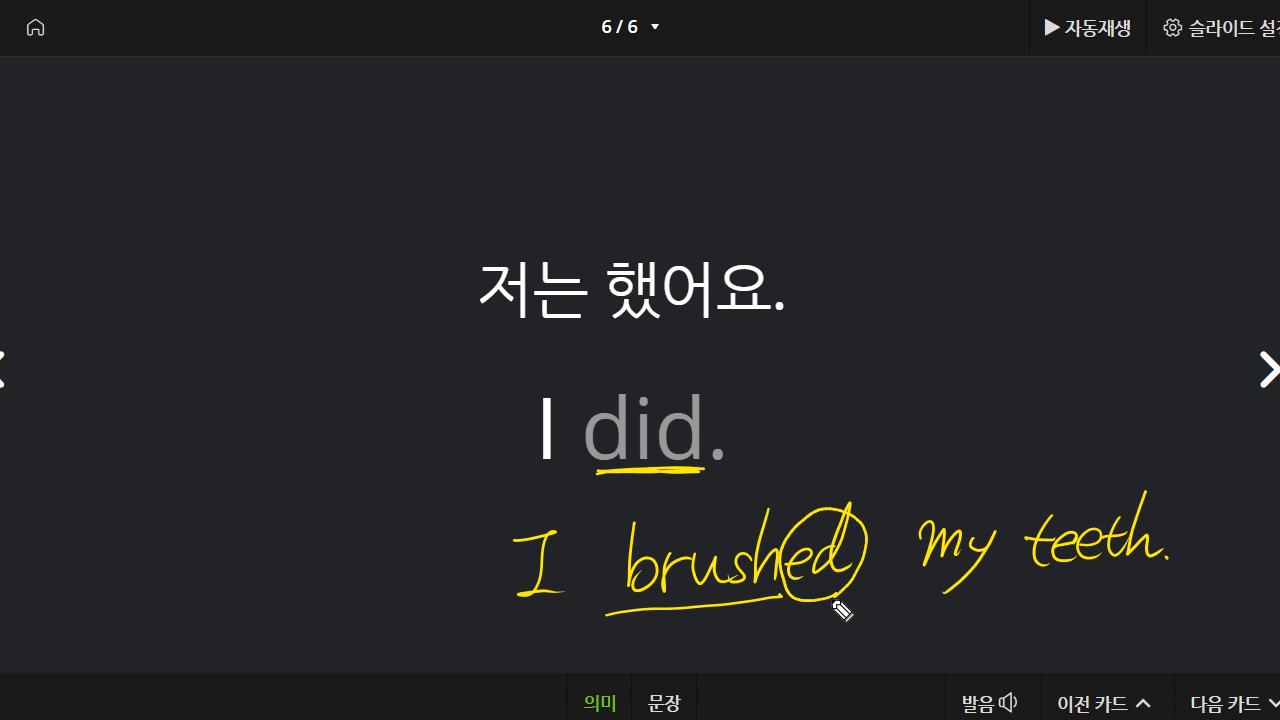 6 / 6
자동재생
슬라이드 설정
저는 했어요.
I did.
I brushed my teeth.
의미
문장
발음
이전 카드
다음 카드